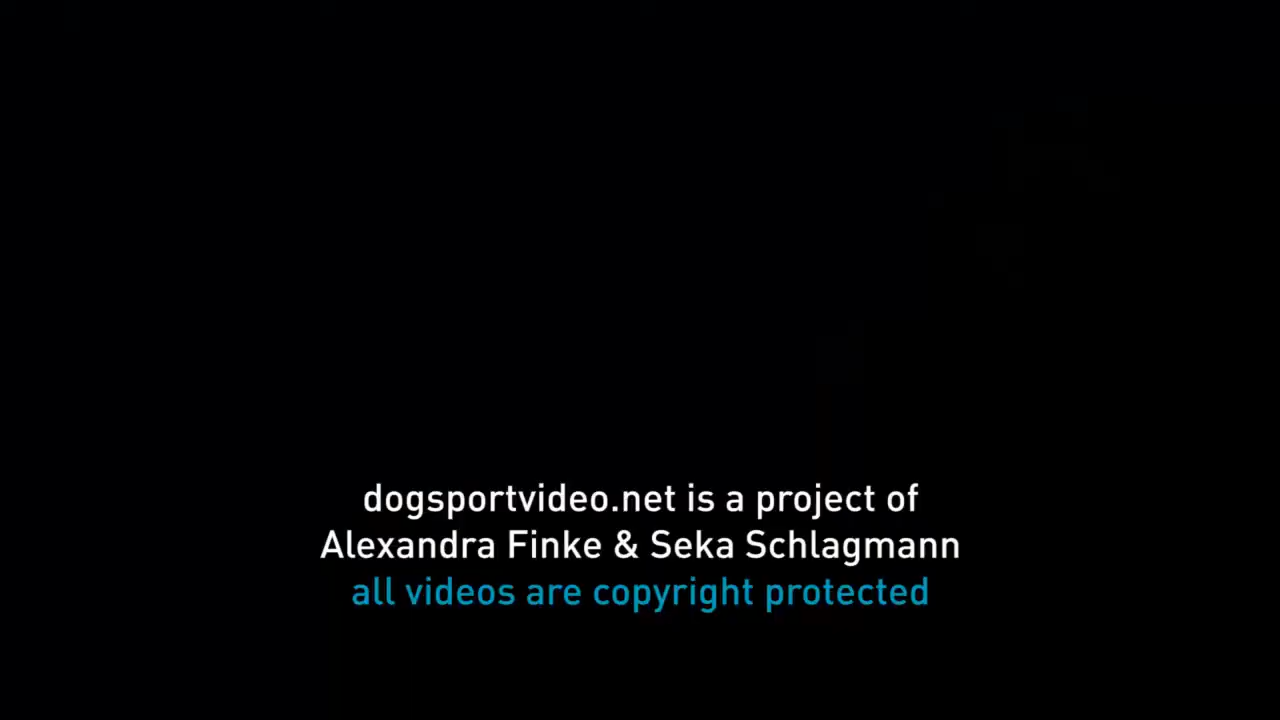 dogsportvideo.net is a project of
Alexandra Finke & Seka Schlagmann
all videos are copyright protected